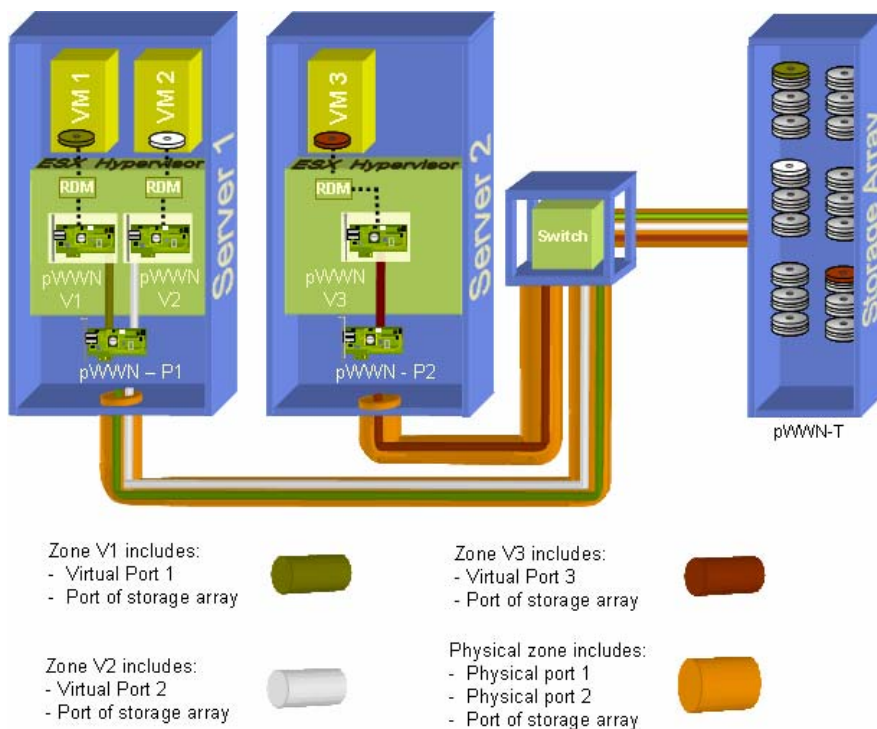 VM 1
VM 2
ESX Hypervisor
RDM
RDM
pWWN
V1
pWWN
V2
pWWN – P1
Server 1
VM 3
ESX Hypervisor
RDM
pWWN
V3
pWWN - P2
Server 2
Switch
Storage Array
pWWN-T
Zone V1 includes:
- Virtual Port 1
- Port of storage array
Zone V3 includes:
- Virtual Port 3
- Port of storage array
Zone V2 includes:
- Virtual Port 2
- Port of storage array
Physical zone includes:
- Physical port 1
- Physical port 2
- Port of storage array